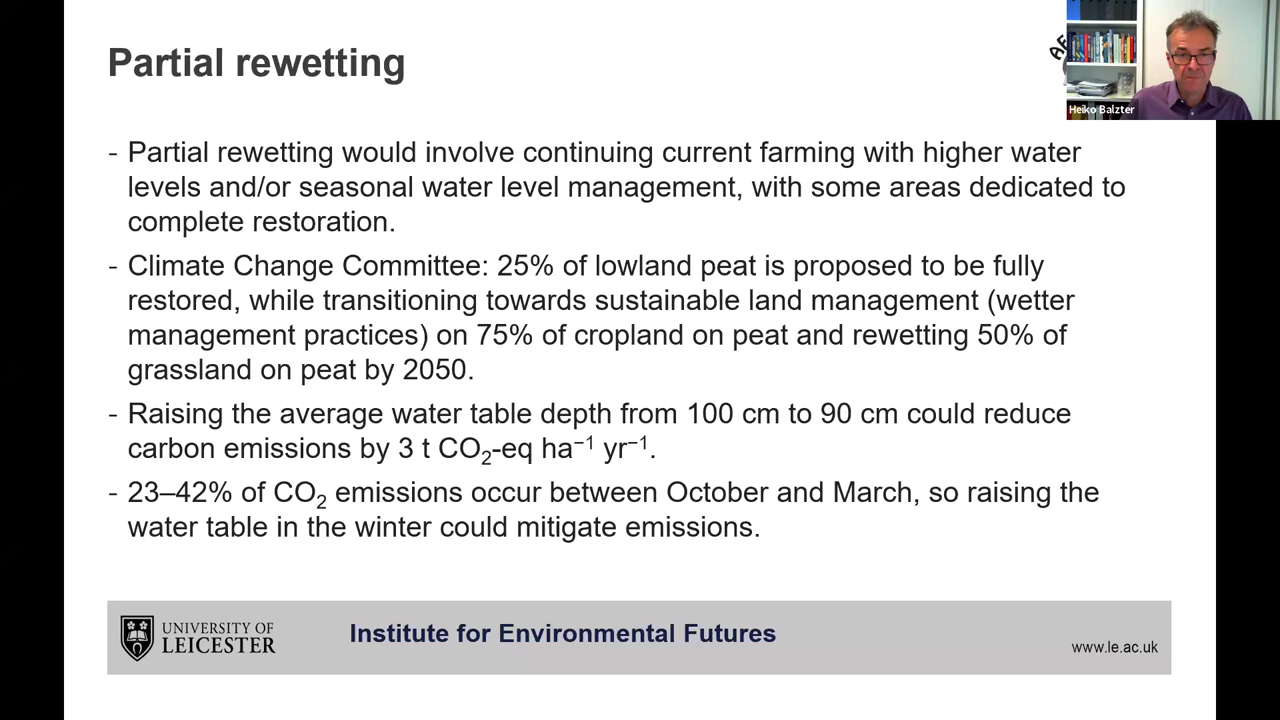 Partial rewetting
AF
Heiko Balzter
- Partial rewetting would involve continuing current farming with higher water
levels and/or seasonal water level management, with some areas dedicated to
complete restoration.
- Climate Change Committee: 25% of lowland peat is proposed to be fully
restored, while transitioning towards sustainable land management (wetter
management practices) on 75% of cropland on peat and rewetting 50% of
grassland on peat by 2050.
- Raising the average water table depth from 100 cm to 90 cm could reduce
carbon emissions by 3 t CO₂-eq ha⁻¹ yr⁻¹.
- 23–42% of CO₂ emissions occur between October and March, so raising the
water table in the winter could mitigate emissions.
UNIVERSITY OF
LEICESTER
Institute for Environmental Futures
www.le.ac.uk